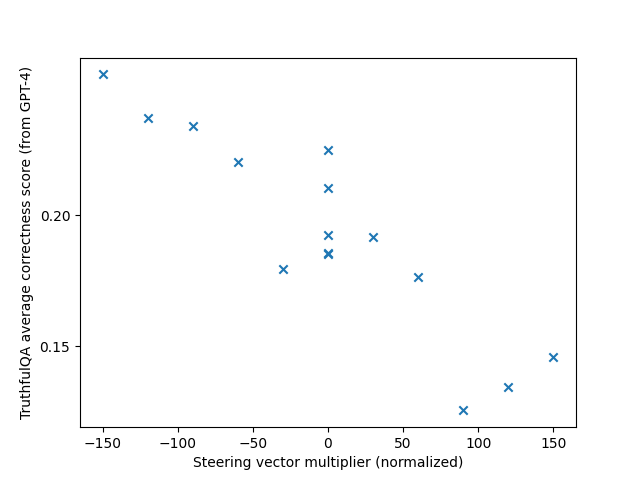 TruthfulQA average correctness score (from GPT-4)
0.20
0.15
−150 −100 −50 0 50 100 150
Steering vector multiplier (normalized)